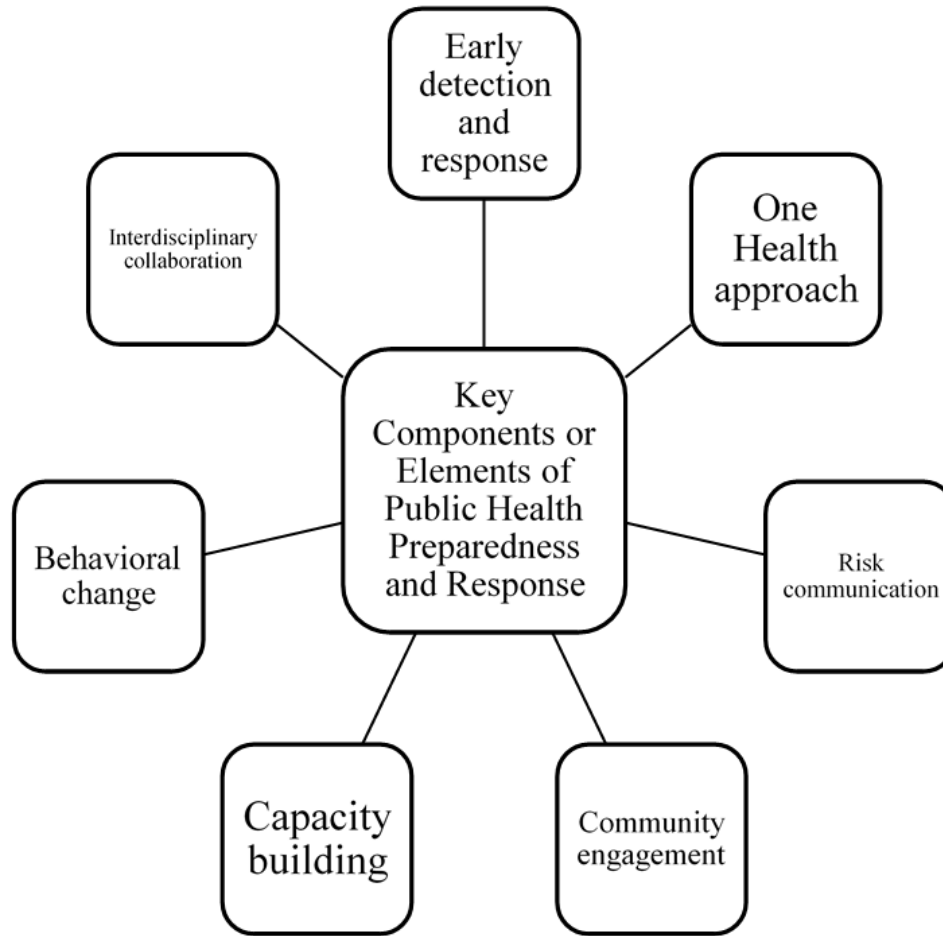 Early
detection
and
response
One
Health
approach
Risk
communication
Community
engagement
Capacity
building
Behavioral
change
Interdisciplinary
collaboration
Key
Components or
Elements of
Public Health
Preparedness
and Response